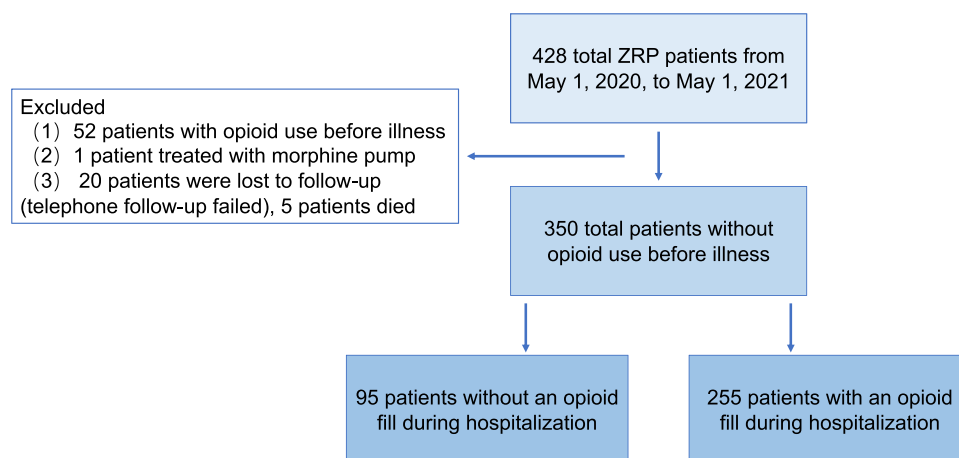 428 total ZRP patients from
May 1, 2020, to May 1, 2021
Excluded
（1） 52 patients with opioid use before illness
（2） 1 patient treated with morphine pump
（3） 20 patients were lost to follow-up
(telephone follow-up failed), 5 patients died
350 total patients without
opioid use before illness
95 patients without an opioid
fill during hospitalization
255 patients with an opioid
fill during hospitalization